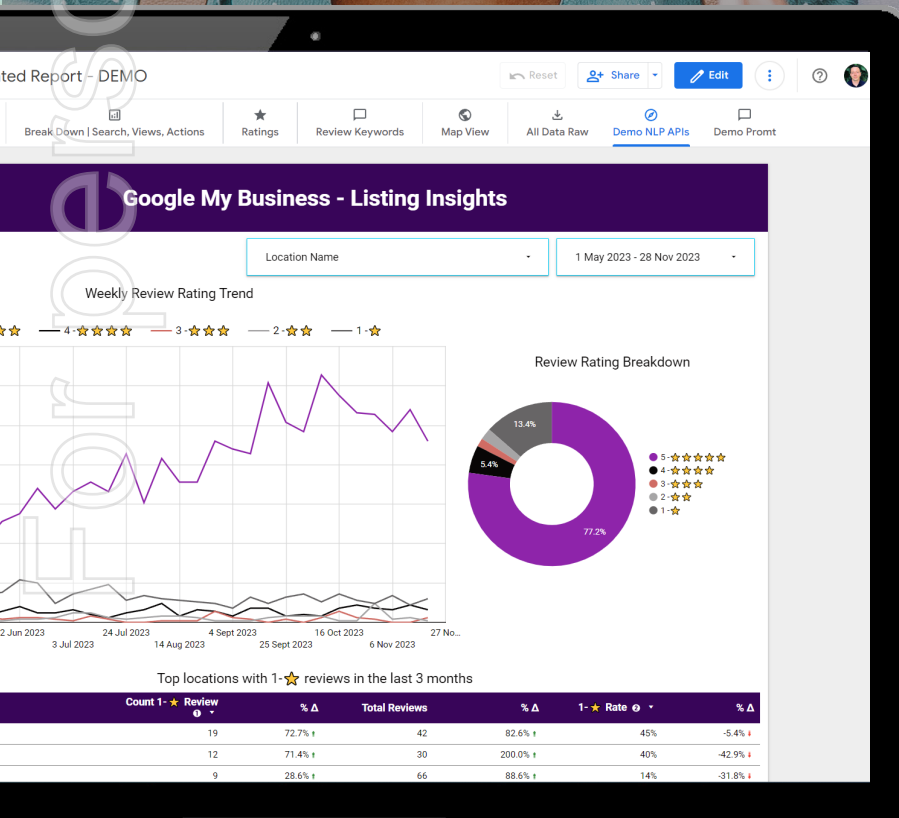 ted Report - DEMO
Reset
Share
Edit
Break Down | Search, Views, Actions
Ratings
Review Keywords
Map View
All Data Raw
Demo NLP APIs
Demo Promt
Google My Business - Listing Insights
Location Name
1 May 2023 - 28 Nov 2023
Weekly Review Rating Trend
4 - ⭐⭐⭐⭐ 3 - ⭐⭐⭐ 2 - ⭐⭐ 1 - ⭐
Review Rating Breakdown
13.4%
5.4%
77.2%
5 - ⭐⭐⭐⭐⭐
4 - ⭐⭐⭐⭐
3 - ⭐⭐⭐
2 - ⭐⭐
1 - ⭐
2 Jun 2023 24 Jul 2023 4 Sept 2023 16 Oct 2023 27 No...
3 Jul 2023 14 Aug 2023 25 Sept 2023 6 Nov 2023
Top locations with 1-⭐ reviews in the last 3 months
Count 1-★ Review ❶ % Δ Total Reviews % Δ 1-★ Rate ❷ % Δ
19 72.7% 42 82.6% 45% -5.4%
12 71.4% 30 200.0% 40% -42.9%
9 28.6% 66 88.6% 14% -31.8%
For perso